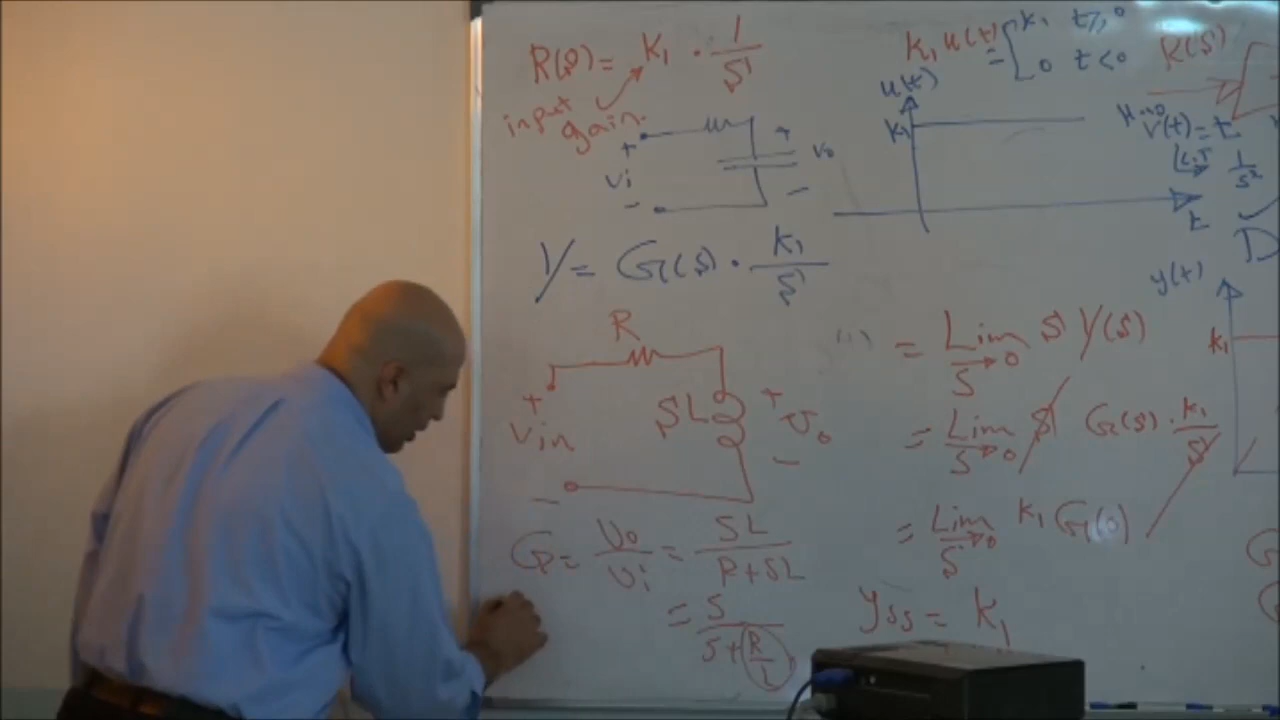 R(s) = K₁ · 1/S
input gain.
+
Vi
-
+
Vo
-
Y = G(s) · K₁/S
R
+
Vin
-
SL
+
Vo
-
G = Vo/Vi = SL/(R+SL)
= S/(S+R/L)
K₁ u(t) = { K₁ t≥0
0 t<0
u(t)
K₁
t
R(s)
v(t) = t
L.T
1/s²
= Lim S→0 S Y(s)
= Lim S→0 S G(s) · K₁/S
= Lim S→0 K₁ G(0)
yss = K₁
y(t)
K₁